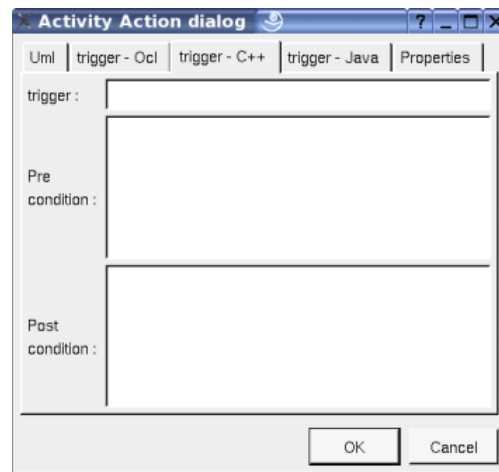 Activity Action dialog
Uml trigger - Ocl trigger - C++ trigger - Java Properties
trigger :
Pre
condition :
Post
condition :
OK Cancel